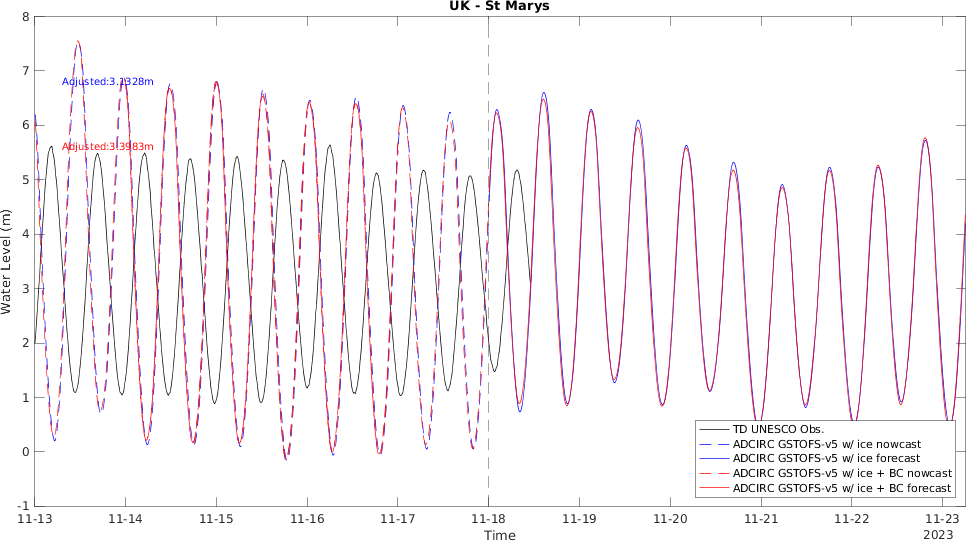 UK - St Marys
8
7
6
5
4
3
2
1
0
-1
Water Level (m)
Adjusted:3.1328m
Adjusted:3.3983m
TD UNESCO Obs.
ADCIRC GSTOFS-v5 w/ ice nowcast
ADCIRC GSTOFS-v5 w/ ice forecast
ADCIRC GSTOFS-v5 w/ ice + BC nowcast
ADCIRC GSTOFS-v5 w/ ice + BC forecast
11-13 11-14 11-15 11-16 11-17 11-18 11-19 11-20 11-21 11-22 11-23
Time
2023